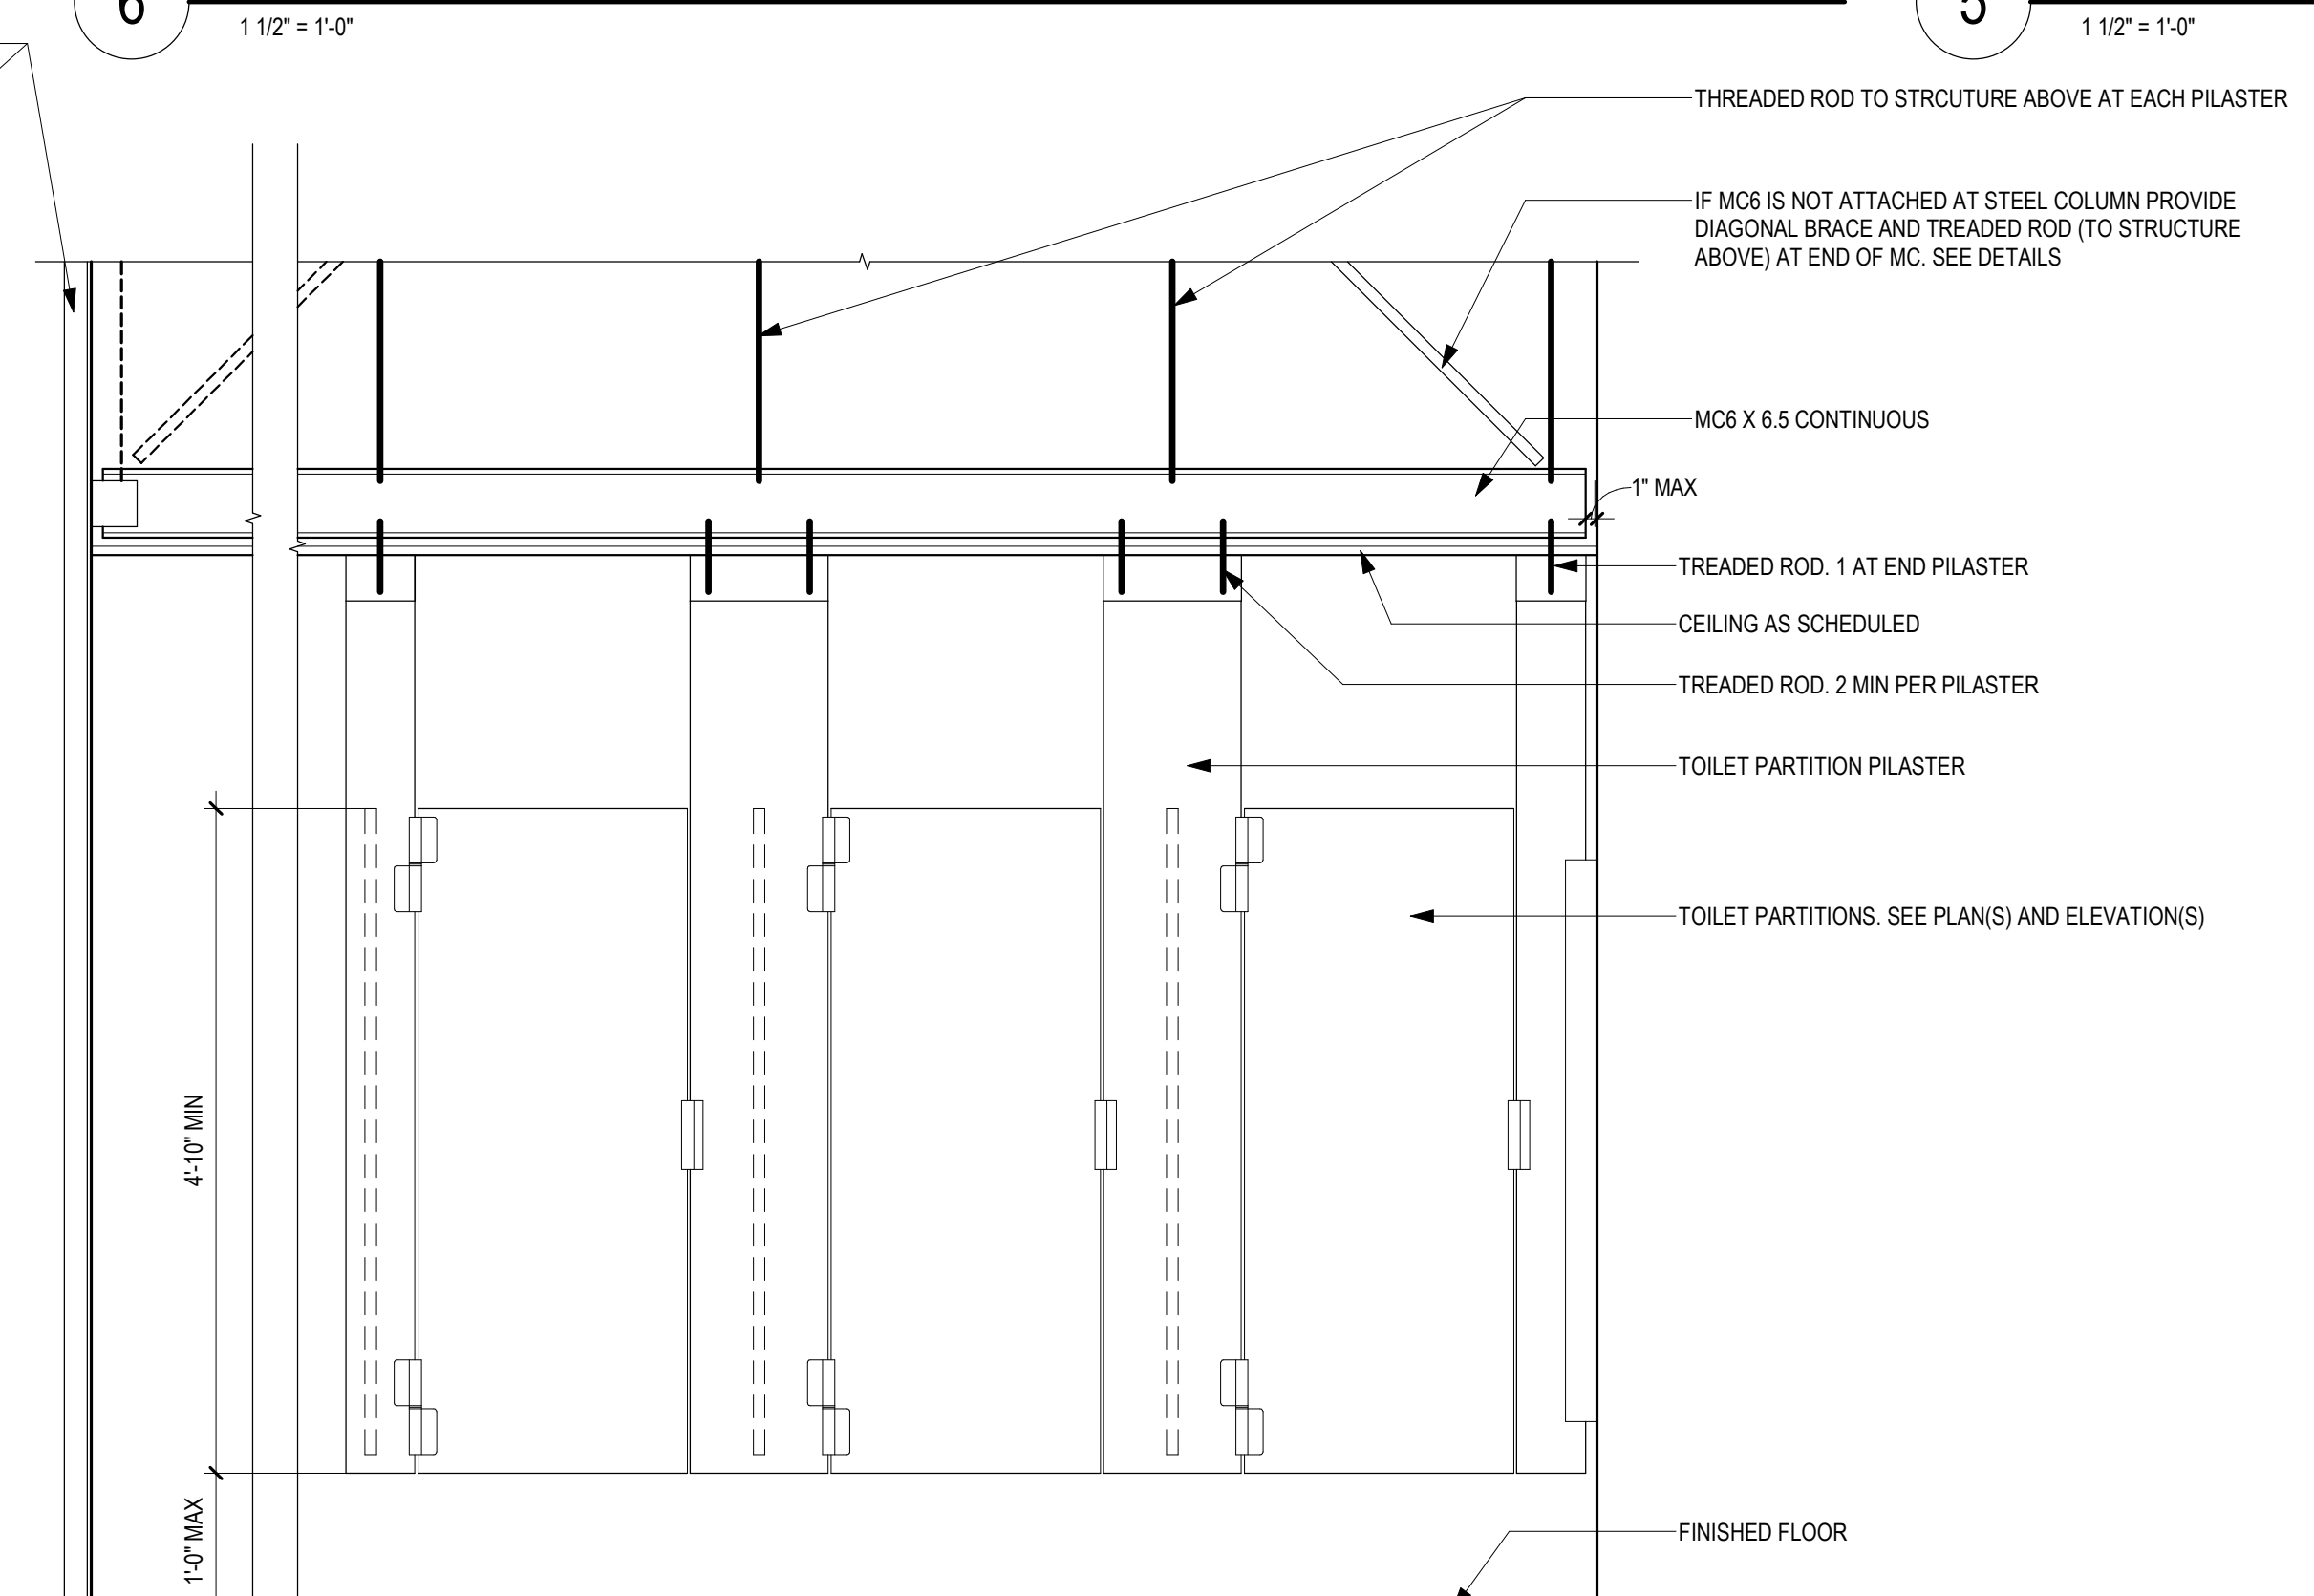 6
1 1/2" = 1'-0"
5
1 1/2" = 1'-0"
THREADED ROD TO STRCUTURE ABOVE AT EACH PILASTER
IF MC6 IS NOT ATTACHED AT STEEL COLUMN PROVIDE
DIAGONAL BRACE AND TREADED ROD (TO STRUCTURE
ABOVE) AT END OF MC. SEE DETAILS
MC6 X 6.5 CONTINUOUS
1" MAX
TREADED ROD. 1 AT END PILASTER
CEILING AS SCHEDULED
TREADED ROD. 2 MIN PER PILASTER
TOILET PARTITION PILASTER
TOILET PARTITIONS. SEE PLAN(S) AND ELEVATION(S)
4'-10" MIN
1'-0" MAX
FINISHED FLOOR